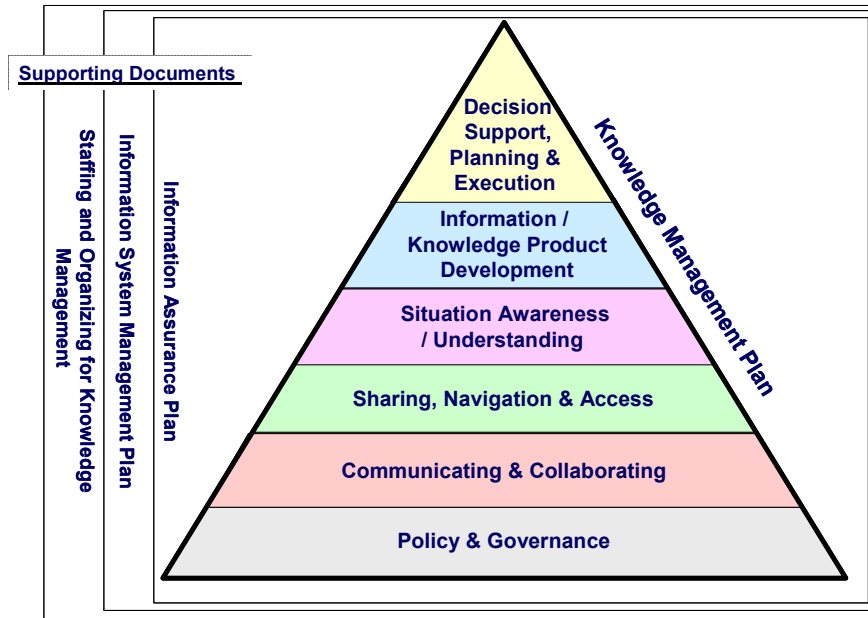 Supporting Documents
Staffing and Organizing for Knowledge
Management
Information System Management Plan
Information Assurance Plan
Decision
Support,
Planning &
Execution
Information /
Knowledge Product
Development
Situation Awareness
/ Understanding
Sharing, Navigation & Access
Communicating & Collaborating
Policy & Governance
Knowledge Management Plan